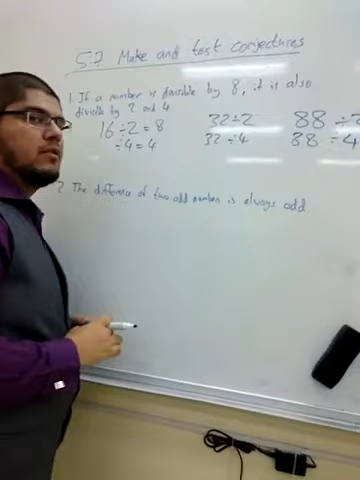 5.7 Make and test conjectures
1. If a number is divisible by 8, it is also
divisible by 2 and 4
16 ÷ 2 = 8 32 ÷ 2 88 ÷ 2
÷ 4 = 4 32 ÷ 4 88 ÷ 4
2. The difference of two odd number is always odd.